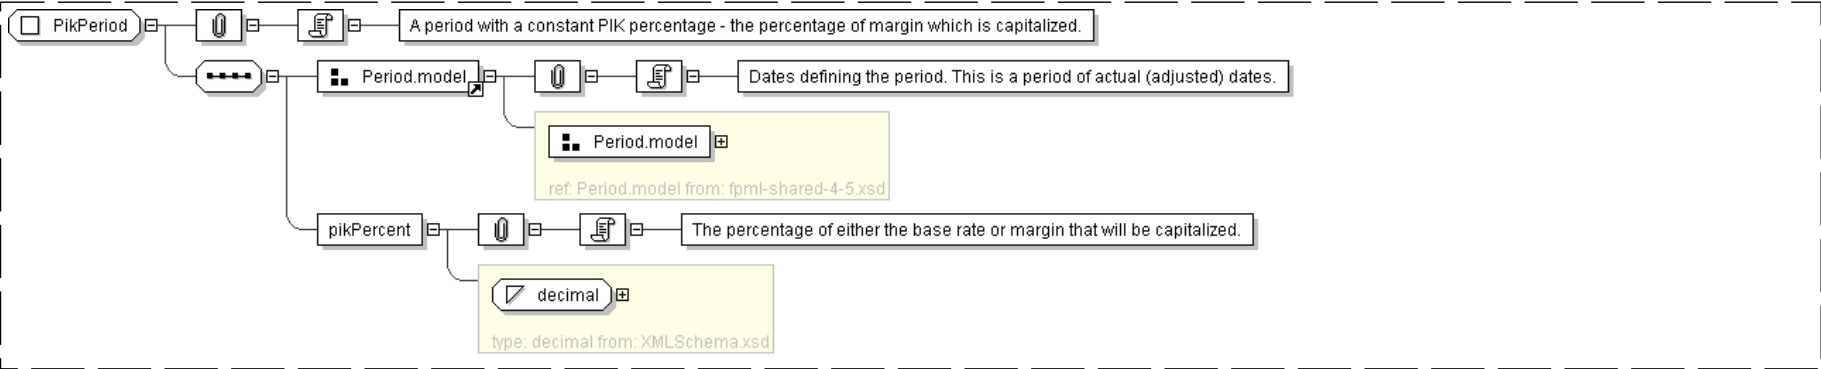 PikPeriod
A period with a constant PIK percentage - the percentage of margin which is capitalized.
Period.model
Dates defining the period. This is a period of actual (adjusted) dates.
Period.model
ref: Period.model from: fpml-shared-4-5.xsd
pikPercent
The percentage of either the base rate or margin that will be capitalized.
decimal
type: decimal from: XMLSchema.xsd